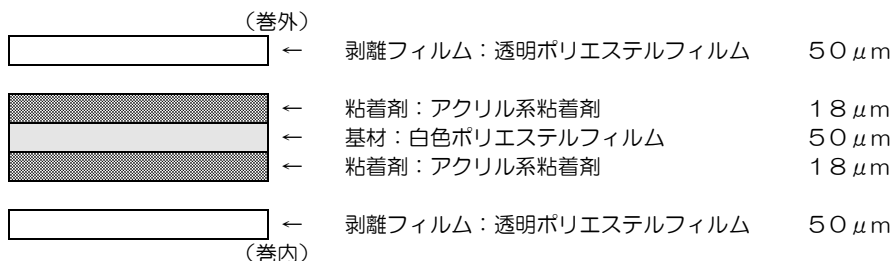 （巻外）
← 剥離フィルム：透明ポリエステルフィルム ５０μm
← 粘着剤：アクリル系粘着剤 １８μm
← 基材：白色ポリエステルフィルム ５０μm
← 粘着剤：アクリル系粘着剤 １８μm
← 剥離フィルム：透明ポリエステルフィルム ５０μm
（巻内）